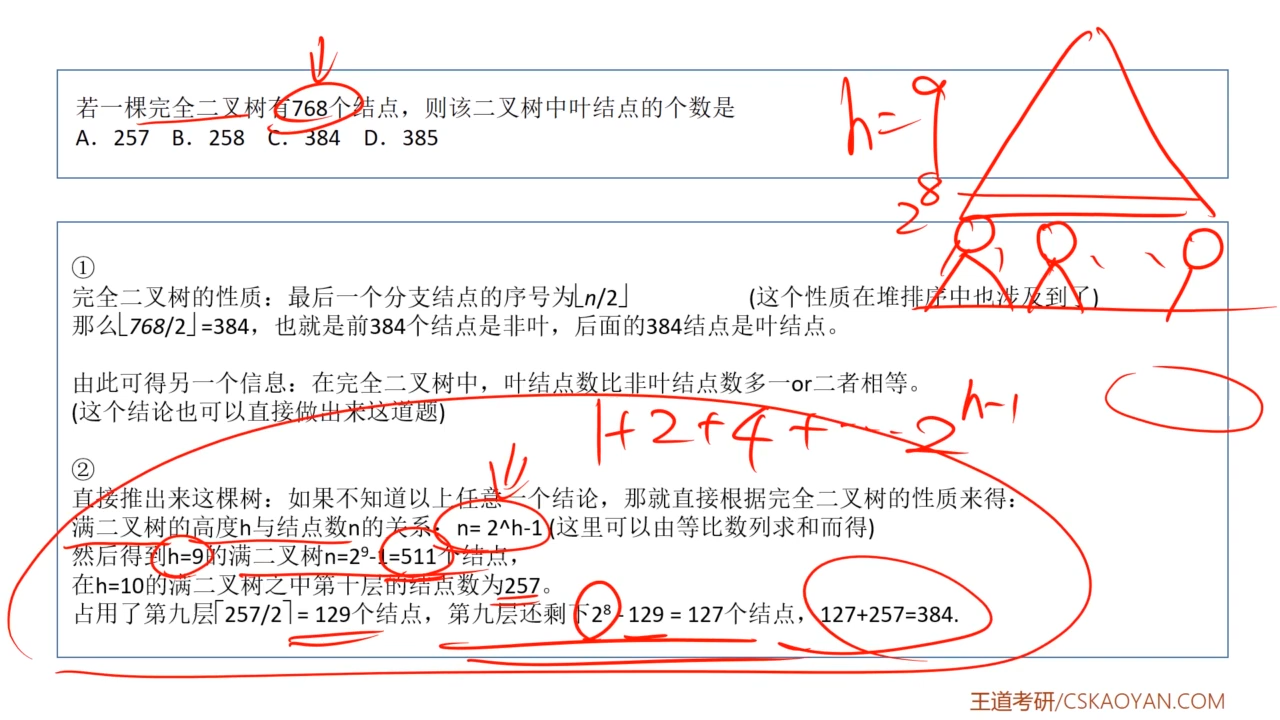 若一棵完全二叉树有768个结点，则该二叉树中叶结点的个数是
A. 257 B. 258 C. 384 D. 385
h=9
2^8
①
完全二叉树的性质：最后一个分支结点的序号为⌊n/2⌋ (这个性质在堆排序中也涉及到了)
那么⌊768/2⌋=384，也就是前384个结点是非叶，后面的384结点是叶结点。
由此可得另一个信息：在完全二叉树中，叶结点数比非叶结点数多一or二者相等。
(这个结论也可以直接做出来这道题)
1+2+4+····2^h-1
②
直接推出来这棵树：如果不知道以上任意一个结论，那就直接根据完全二叉树的性质来得：
满二叉树的高度h与结点数n的关系：n= 2^h-1 (这里可以由等比数列求和而得)
然后得到h=9的满二叉树n=2⁹-1=511个结点，
在h=10的满二叉树之中第十层的结点数为257。
占用了第九层⌈257/2⌉= 129个结点，第九层还剩下2⁸ - 129 = 127个结点，127+257=384.
王道考研/CSKAOYAN.COM